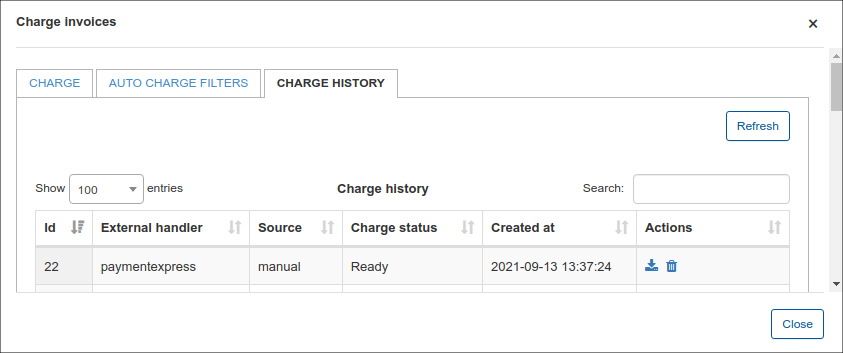 Charge invoices ×
CHARGE AUTO CHARGE FILTERS CHARGE HISTORY
Refresh
Show 100 entries Charge history Search:
Id External handler Source Charge status Created at Actions
22 paymentexpress manual Ready 2021-09-13 13:37:24
Close